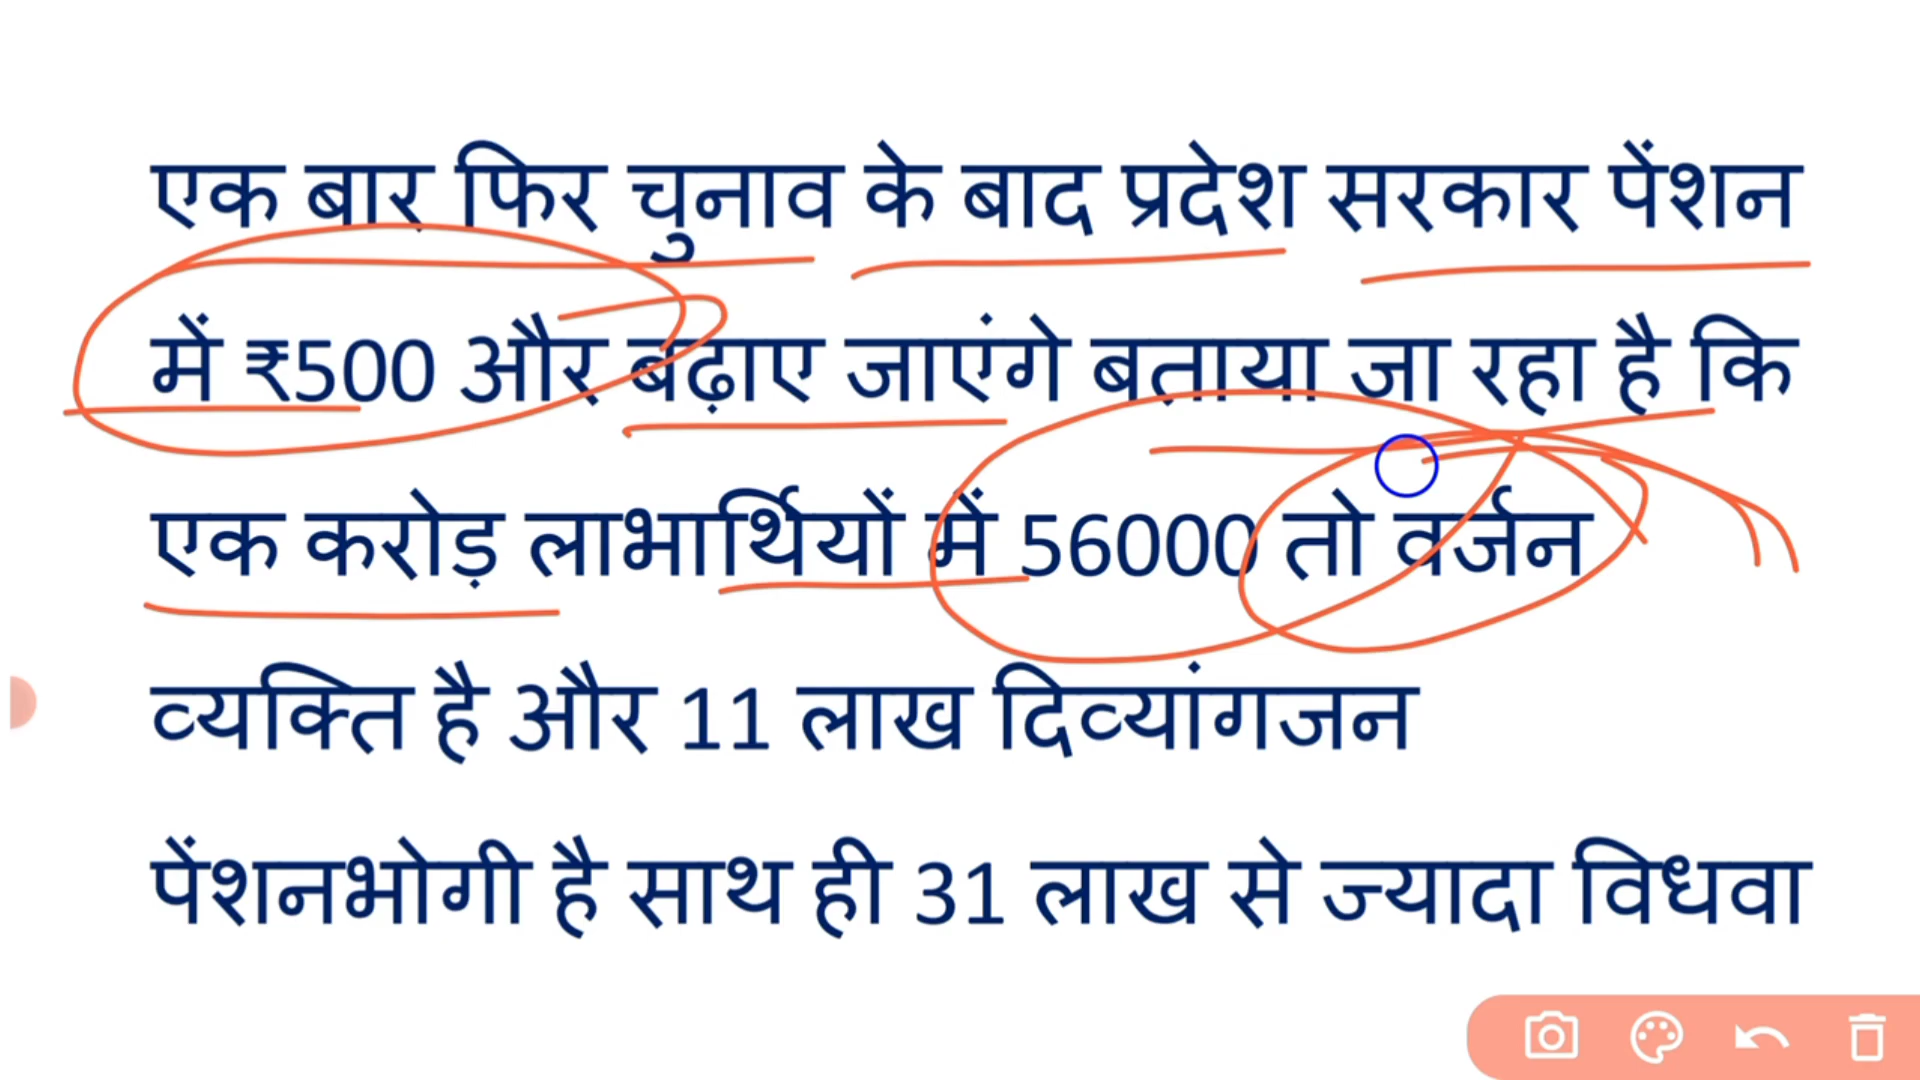 एक बार फिर चुनाव के बाद प्रदेश सरकार पेंशन
में ₹500 और बढ़ाए जाएंगे बताया जा रहा है कि
एक करोड़ लाभार्थियों में 56000 तो वर्जन
व्यक्ति है और 11 लाख दिव्यांगजन
पेंशनभोगी है साथ ही 31 लाख से ज्यादा विधवा